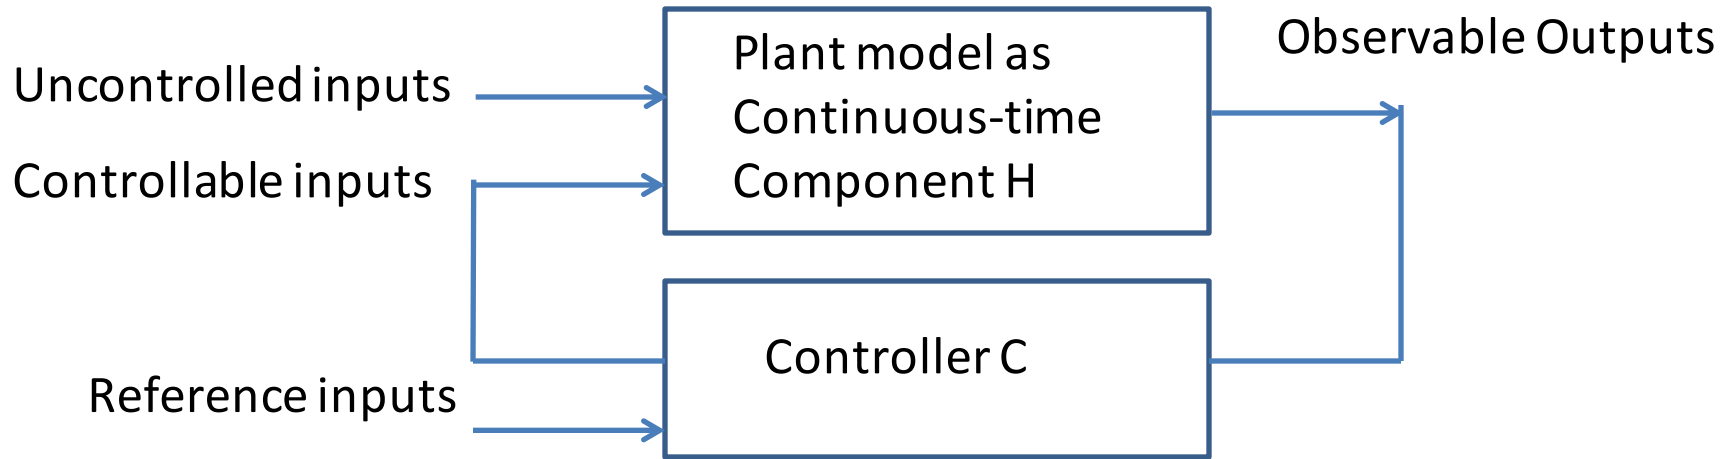 Uncontrolled inputs
Controllable inputs
Plant model as
Continuous-time
Component H
Observable Outputs
Controller C
Reference inputs